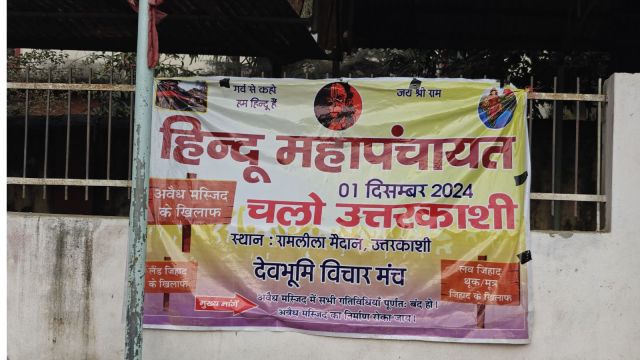 गर्व से कहो
हम हिन्दू हैं
जय श्री राम
हिन्दू महापंचायत
01 दिसम्बर 2024
अवैध मस्जिद
के खिलाफ
चलो उत्तरकाशी
स्थान : रामलीला मैदान, उत्तरकाशी
देवभूमि विचार मंच
लैंड जिहाद
के खिलाफ
लव जिहाद
थूक/मूत्र
जिहाद के खिलाफ
मुख्य मांगें
अवैध मस्जिद में सभी गतिविधियां पूर्णतः बंद हो।
अवैध मस्जिद का निर्माण रोका जाय।